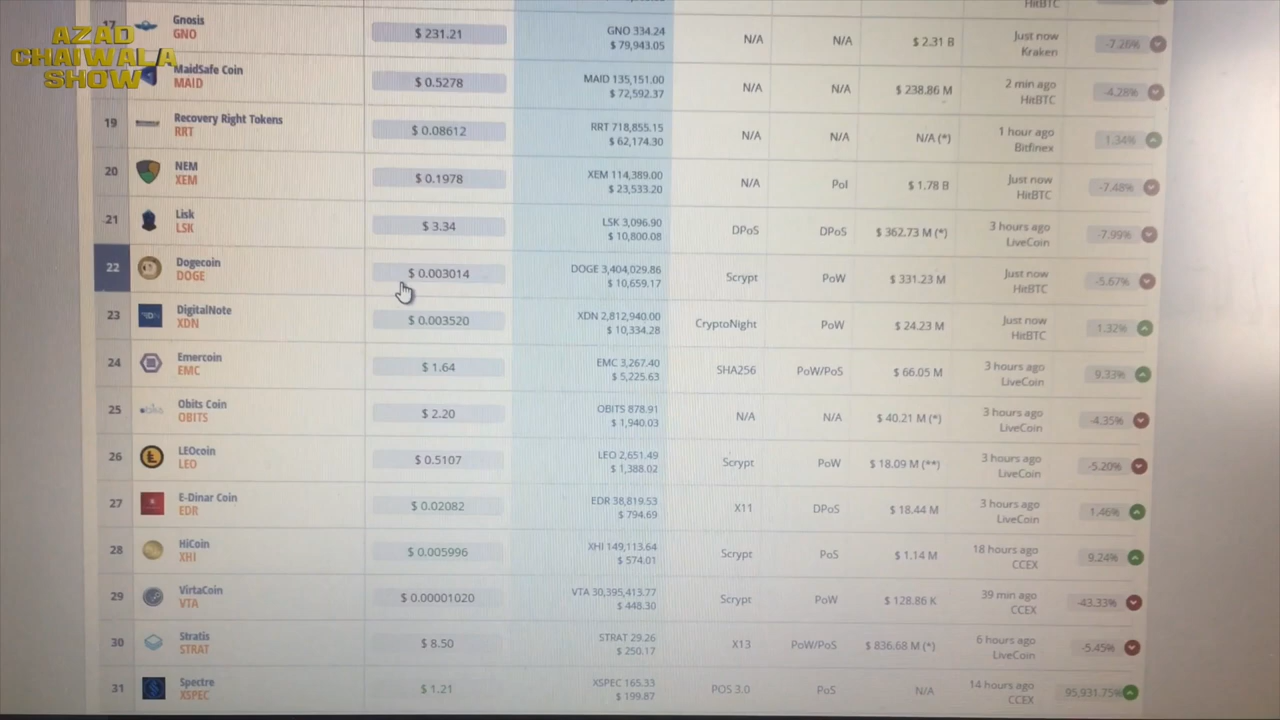 AZAD
CHAIWALA
SHOW
HitBTC
17 Gnosis GNO $ 231.21 GNO 334.24 $ 79,943.05 N/A N/A $ 2.31 B Just now Kraken -7.26%
MaidSafe Coin MAID $ 0.5278 MAID 135,151.00 $ 72,592.37 N/A N/A $ 238.86 M 2 min ago HitBTC -4.28%
19 Recovery Right Tokens RRT $ 0.08612 RRT 718,855.15 $ 62,174.30 N/A N/A N/A (*) 1 hour ago Bitfinex 1.34%
20 NEM XEM $ 0.1978 XEM 114,389.00 $ 23,533.20 N/A PoI $ 1.78 B Just now HitBTC -7.48%
21 Lisk LSK $ 3.34 LSK 3,096.90 $ 10,800.08 DPoS DPoS $ 362.73 M (*) 3 hours ago LiveCoin -7.99%
22 Dogecoin DOGE $ 0.003014 DOGE 3,404,029.86 $ 10,659.17 Scrypt PoW $ 331.23 M Just now HitBTC -5.67%
23 DigitalNote XDN $ 0.003520 XDN 2,812,940.00 $ 10,334.28 CryptoNight PoW $ 24.23 M Just now HitBTC 1.32%
24 Emercoin EMC $ 1.64 EMC 3,267.40 $ 5,225.63 SHA256 PoW/PoS $ 66.05 M 3 hours ago LiveCoin 9.33%
25 Obits Coin OBITS $ 2.20 OBITS 878.91 $ 1,940.03 N/A N/A $ 40.21 M (*) 3 hours ago LiveCoin -4.35%
26 LEOcoin LEO $ 0.5107 LEO 2,651.49 $ 1,388.02 Scrypt PoW $ 18.09 M (**) 3 hours ago LiveCoin -5.20%
27 E-Dinar Coin EDR $ 0.02082 EDR 38,819.53 $ 794.69 X11 DPoS $ 18.44 M 3 hours ago LiveCoin 1.46%
28 HiCoin XHI $ 0.005996 XHI 149,113.64 $ 574.01 Scrypt PoS $ 1.14 M 18 hours ago CCEX 9.24%
29 VirtaCoin VTA $ 0.00001020 VTA 30,395,413.77 $ 448.30 Scrypt PoW $ 128.86 K 39 min ago CCEX -43.33%
30 Stratis STRAT $ 8.50 STRAT 29.26 $ 250.17 X13 PoW/PoS $ 836.68 M (*) 6 hours ago LiveCoin -5.45%
31 Spectre XSPEC $ 1.21 XSPEC 165.33 $ 199.87 POS 3.0 PoS N/A 14 hours ago CCEX 95,931.75%